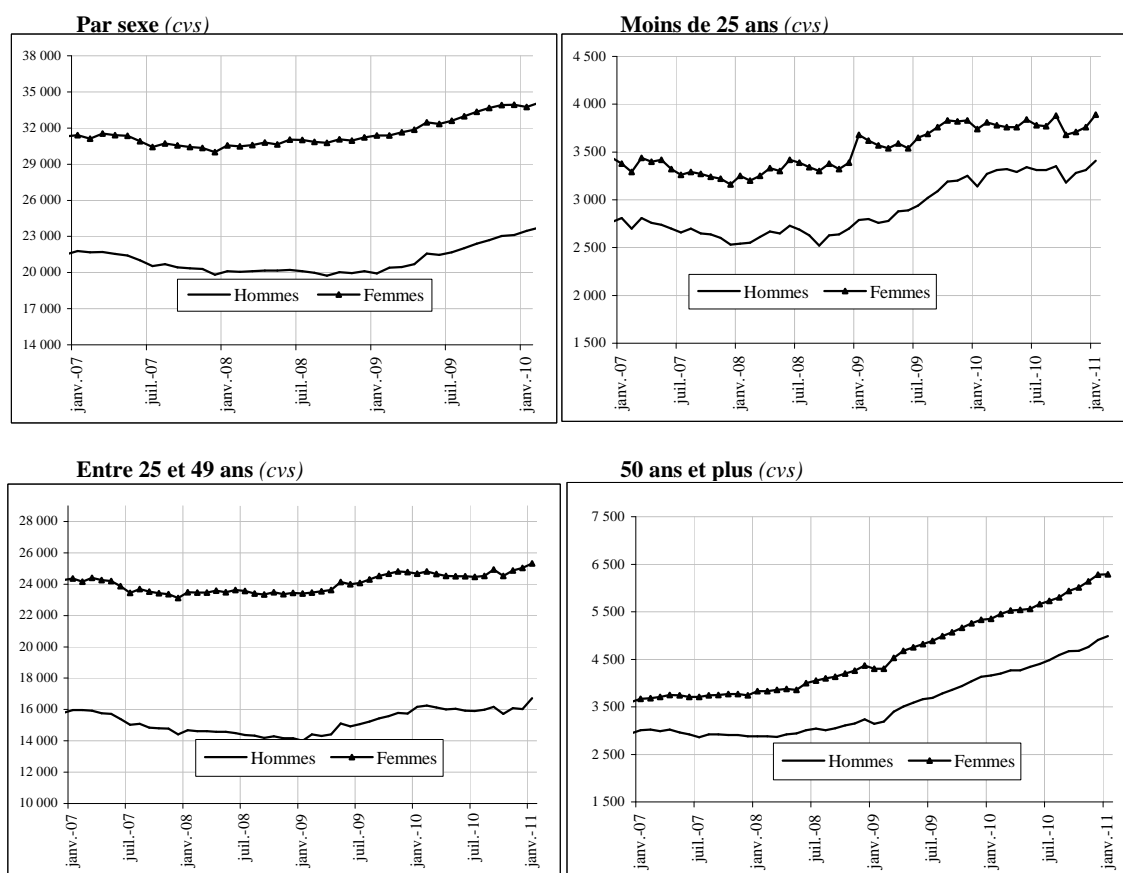 Par sexe (cvs)
38 000
34 000
30 000
26 000
22 000
18 000
14 000
Hommes
Femmes
janv.-07
juil.-07
janv.-08
juil.-08
janv.-09
juil.-09
janv.-10
Moins de 25 ans (cvs)
4 500
4 000
3 500
3 000
2 500
2 000
1 500
Hommes
Femmes
janv.-07
juil.-07
janv.-08
juil.-08
janv.-09
juil.-09
janv.-10
juil.-10
janv.-11
Entre 25 et 49 ans (cvs)
28 000
26 000
24 000
22 000
20 000
18 000
16 000
14 000
12 000
10 000
Hommes
Femmes
janv.-07
juil.-07
janv.-08
juil.-08
janv.-09
juil.-09
janv.-10
juil.-10
janv.-11
50 ans et plus (cvs)
7 500
6 500
5 500
4 500
3 500
2 500
1 500
Hommes
Femmes
janv.-07
juil.-07
janv.-08
juil.-08
janv.-09
juil.-09
janv.-10
juil.-10
janv.-11